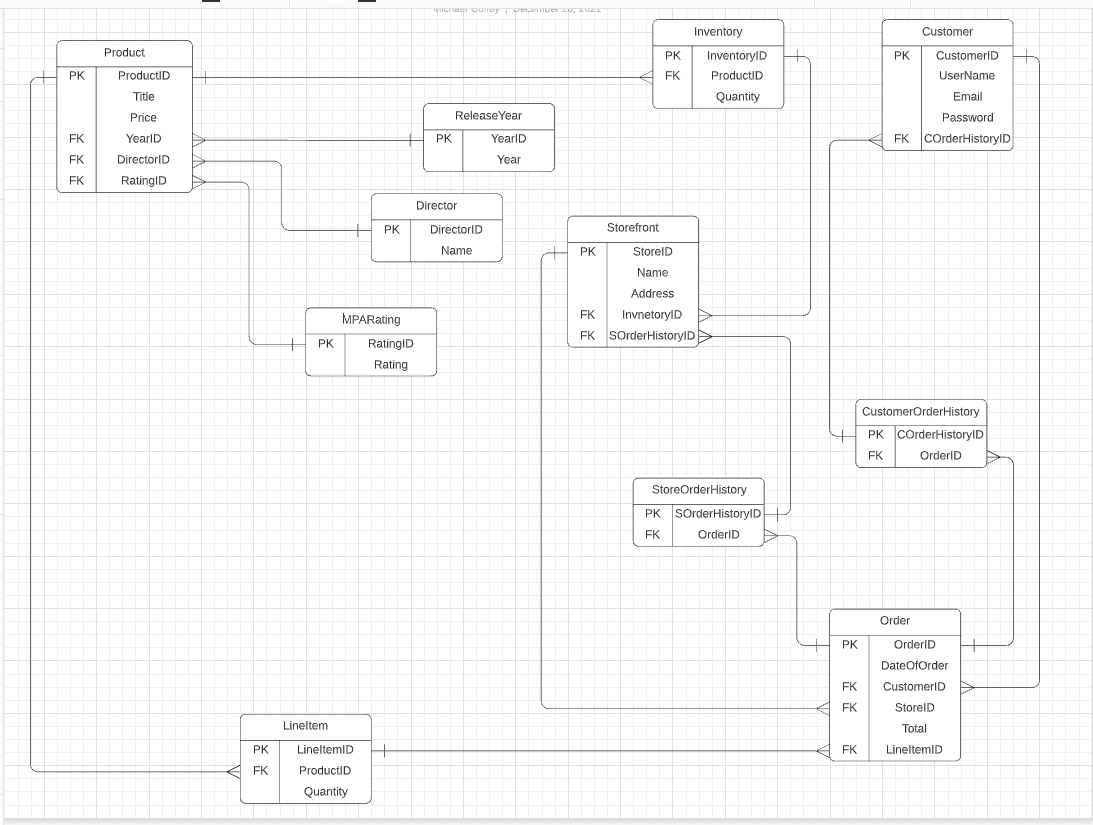 Michael Coffey | December 28, 2021
Product
PK ProductID
Title
Price
FK YearID
FK DirectorID
FK RatingID
Inventory
PK InventoryID
FK ProductID
Quantity
Customer
PK CustomerID
UserName
Email
Password
FK COrderHistoryID
ReleaseYear
PK YearID
Year
Director
PK DirectorID
Name
Storefront
PK StoreID
Name
Address
FK InvnetoryID
FK SOrderHistoryID
MPARating
PK RatingID
Rating
CustomerOrderHistory
PK COrderHistoryID
FK OrderID
StoreOrderHistory
PK SOrderHistoryID
FK OrderID
Order
PK OrderID
DateOfOrder
FK CustomerID
FK StoreID
Total
FK LineItemID
LineItem
PK LineItemID
FK ProductID
Quantity